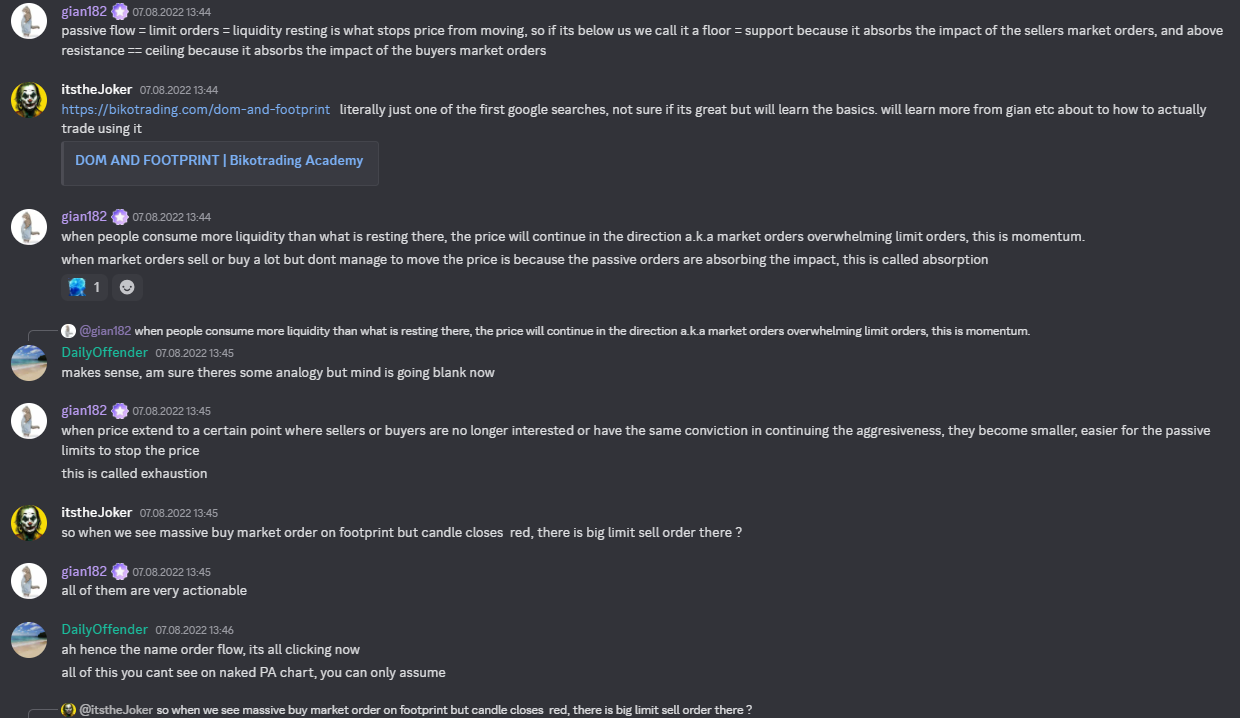 gian182 07.08.2022 13:44
passive flow = limit orders = liquidity resting is what stops price from moving, so if its below us we call it a floor = support because it absorbs the impact of the sellers market orders, and above
resistance == ceiling because it absorbs the impact of the buyers market orders
itstheJoker 07.08.2022 13:44
https://bikotrading.com/dom-and-footprint literally just one of the first google searches, not sure if its great but will learn the basics. will learn more from gian etc about to how to actually
trade using it
DOM AND FOOTPRINT | Bikotrading Academy
gian182 07.08.2022 13:44
when people consume more liquidity than what is resting there, the price will continue in the direction a.k.a market orders overwhelming limit orders, this is momentum.
when market orders sell or buy a lot but dont manage to move the price is because the passive orders are absorbing the impact, this is called absorption
1
@gian182 when people consume more liquidity than what is resting there, the price will continue in the direction a.k.a market orders overwhelming limit orders, this is momentum.
DailyOffender 07.08.2022 13:45
makes sense, am sure theres some analogy but mind is going blank now
gian182 07.08.2022 13:45
when price extend to a certain point where sellers or buyers are no longer interested or have the same conviction in continuing the aggresiveness, they become smaller, easier for the passive
limits to stop the price
this is called exhaustion
itstheJoker 07.08.2022 13:45
so when we see massive buy market order on footprint but candle closes red, there is big limit sell order there ?
gian182 07.08.2022 13:45
all of them are very actionable
DailyOffender 07.08.2022 13:46
ah hence the name order flow, its all clicking now
all of this you cant see on naked PA chart, you can only assume
@itstheJoker so when we see massive buy market order on footprint but candle closes red, there is big limit sell order there ?